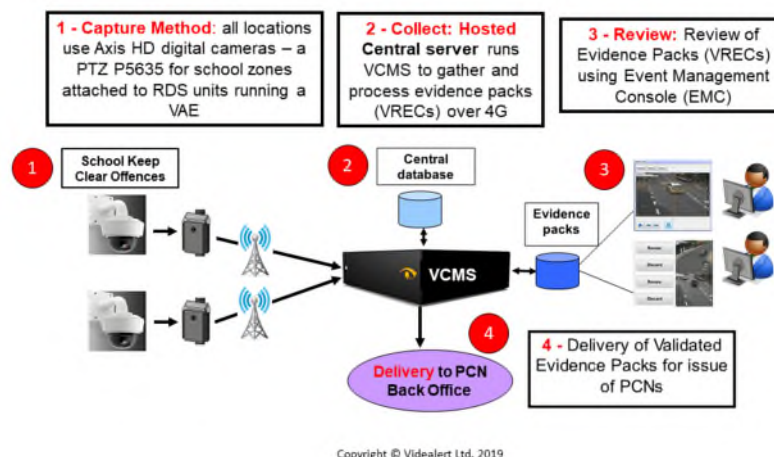 1 - Capture Method: all locations
use Axis HD digital cameras – a
PTZ P5635 for school zones
attached to RDS units running a
VAE
2 - Collect: Hosted
Central server runs
VCMS to gather and
process evidence packs
(VRECs) over 4G
3 - Review: Review of
Evidence Packs (VRECs)
using Event Management
Console (EMC)
1
School Keep
Clear Offences
2
Central
database
3
Evidence
packs
VCMS
Review
Discard
Review
Discard
4
Delivery to PCN
Back Office
4 - Delivery of Validated
Evidence Packs for issue
of PCNs
Copyright © Videalert Ltd, 2019